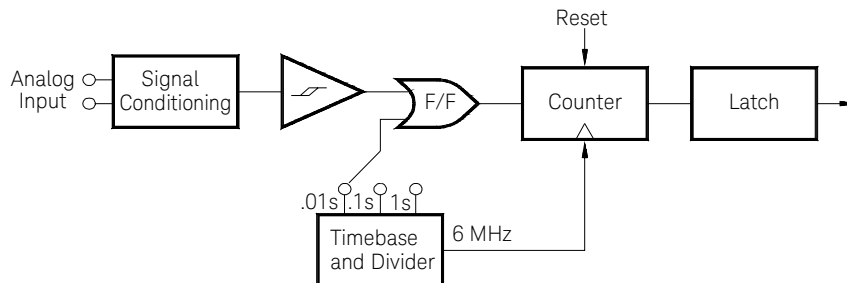 Reset
Analog
Input
Signal
Conditioning
F/F
Counter
Latch
.01s .1s 1s
Timebase
and Divider
6 MHz